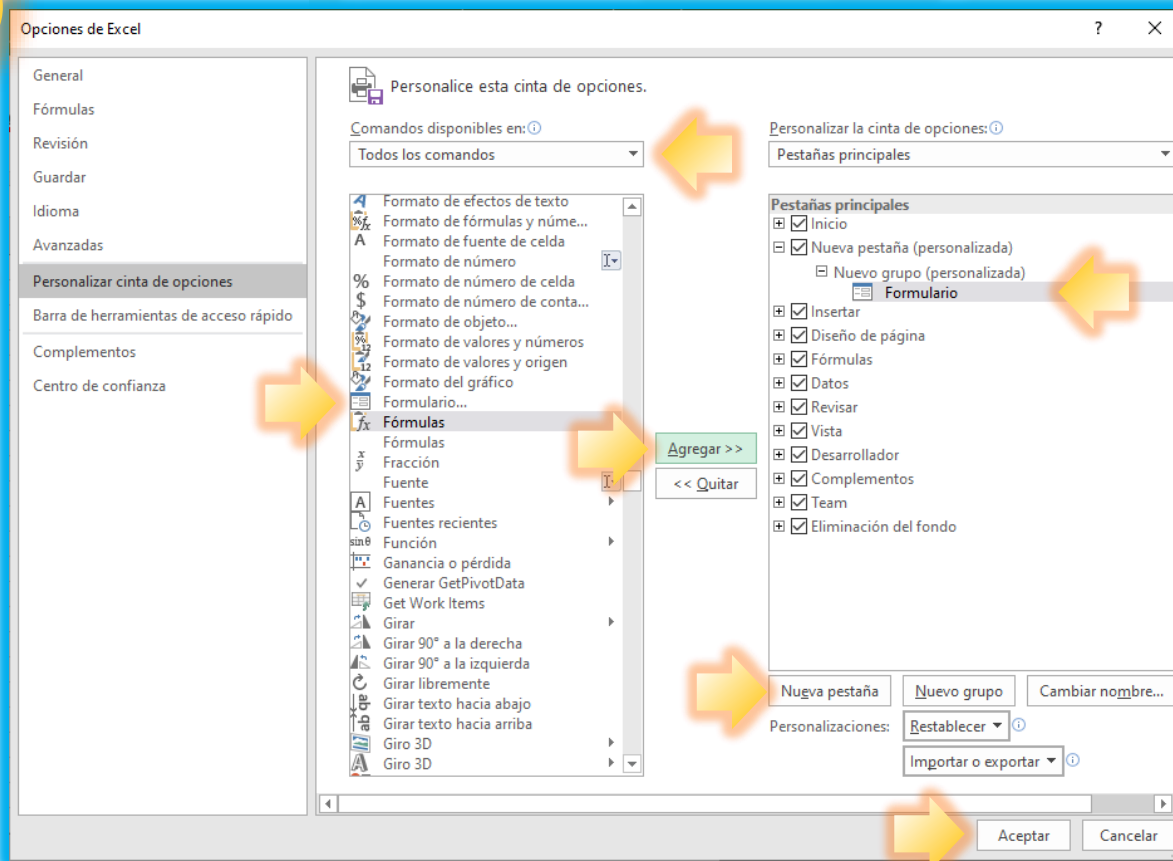 Opciones de Excel
?
General
Fórmulas
Revisión
Guardar
Idioma
Avanzadas
Personalizar cinta de opciones
Barra de herramientas de acceso rápido
Complementos
Centro de confianza
Personalice esta cinta de opciones.
Comandos disponibles en:
Todos los comandos
Formato de efectos de texto
Formato de fórmulas y núme...
Formato de fuente de celda
Formato de número
Formato de número de celda
Formato de número de conta...
Formato de objeto...
Formato de valores y números
Formato de valores y origen
Formato del gráfico
Formulario...
Fórmulas
Fórmulas
Fracción
Fuente
Fuentes
Fuentes recientes
Función
Ganancia o pérdida
Generar GetPivotData
Get Work Items
Girar
Girar 90° a la derecha
Girar 90° a la izquierda
Girar libremente
Girar texto hacia abajo
Girar texto hacia arriba
Giro 3D
Giro 3D
Agregar >>
<< Quitar
Personalizar la cinta de opciones:
Pestañas principales
Pestañas principales
Inicio
Nueva pestaña (personalizada)
Nuevo grupo (personalizada)
Formulario
Insertar
Diseño de página
Fórmulas
Datos
Revisar
Vista
Desarrollador
Complementos
Team
Eliminación del fondo
Nueva pestaña Nuevo grupo Cambiar nombre...
Personalizaciones: Restablecer
Importar o exportar
Aceptar Cancelar